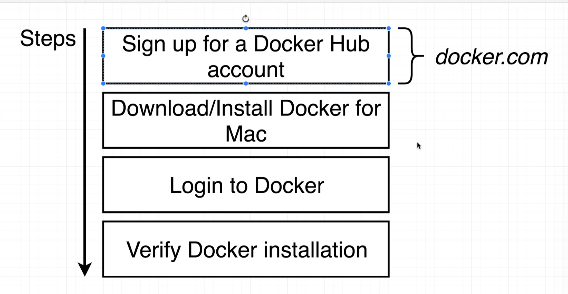 Steps
Sign up for a Docker Hub
account
docker.com
Download/Install Docker for
Mac
Login to Docker
Verify Docker installation